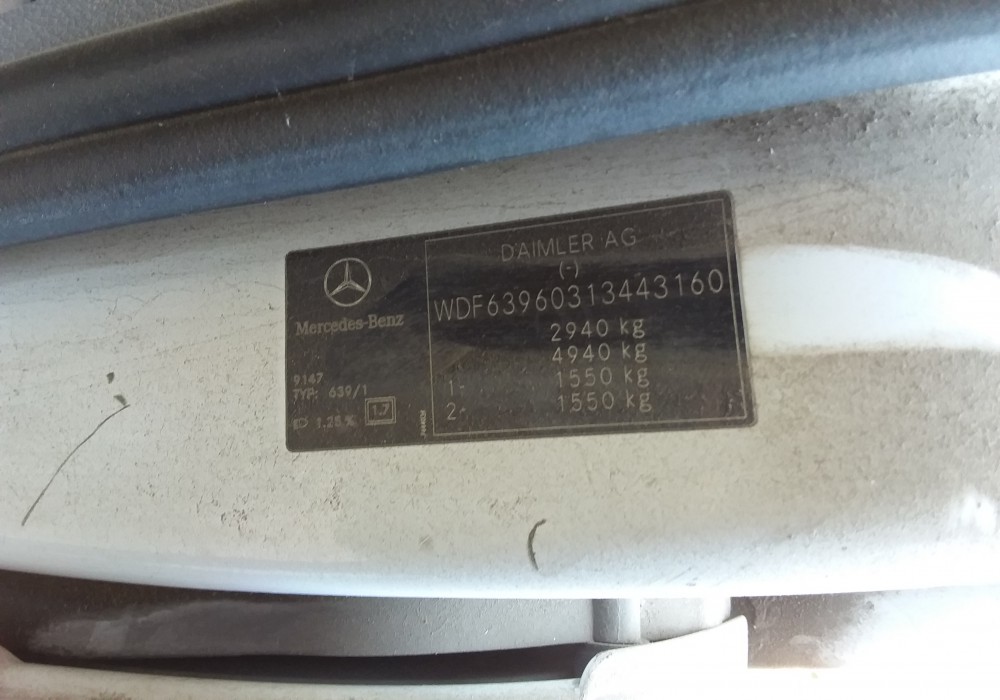 Mercedes-Benz
9147
TYP: 639/1
1.25 %
1.7
DAIMLER AG
(-)
WDF63960313443160
2940 kg
4940 kg
1- 1550 kg
2- 1550 kg